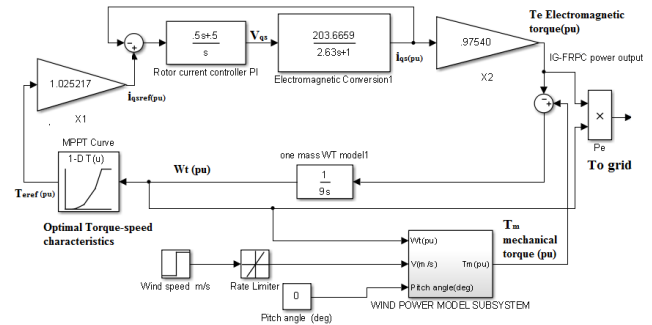 Te Electromagnetic
torque(pu)
.5s+.5
s
Rotor current controller PI
Vqs
203.6659
2.63s+1
Electromagnetic Conversion1
iqs(pu)
.97540
X2
IG-FRPC power output
1.025217
X1
iqsref(pu)
×
Pe
To grid
MPPT Curve
1-D T(u)
Teref(pu)
Optimal Torque-speed
characteristics
Wt (pu)
one mass WT model1
1
9s
Tm
mechanical
torque (pu)
Wt(pu)
V(m /s)
Pitch angle(deg)
Tm(pu)
WIND POWER MODEL SUBSYSTEM
Wind speed m/s
Rate Limiter
0
Pitch angle (deg)